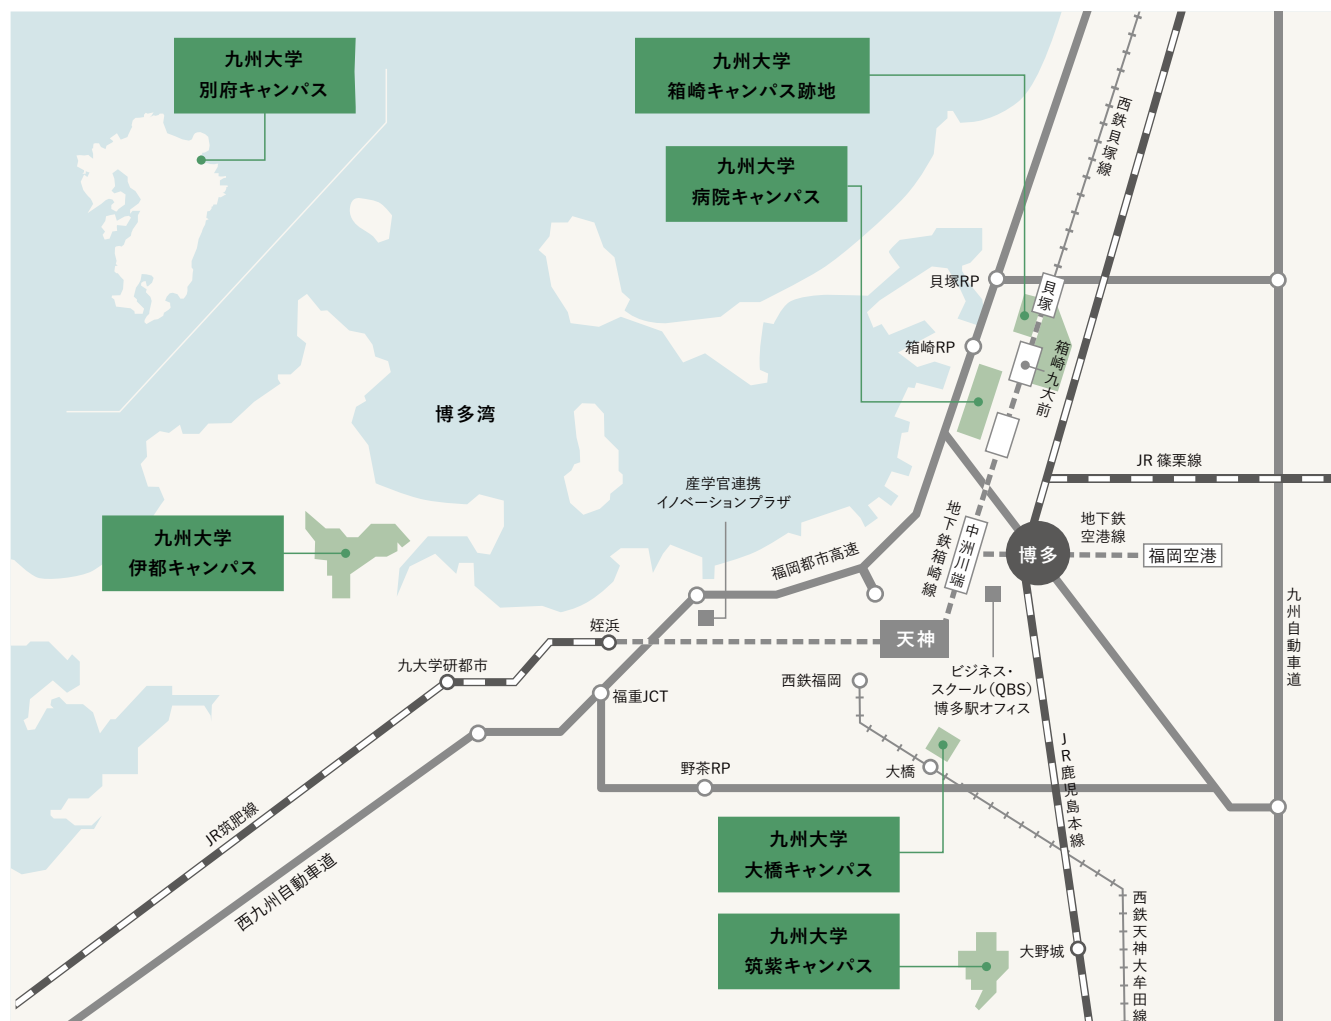 九州大学
別府キャンパス
九州大学
箱崎キャンパス跡地
九州大学
病院キャンパス
西鉄貝塚線
貝塚RP
貝塚
箱崎RP
箱崎九大前
博多湾
JR 篠栗線
産学官連携
イノベーションプラザ
九州大学
伊都キャンパス
地下鉄箱崎線
中洲川端
地下鉄
空港線
博多
福岡空港
福岡都市高速
九州自動車道
姪浜
天神
九大学研都市
ビジネス・
スクール（QBS）
博多駅オフィス
西鉄福岡
福重JCT
JR鹿児島本線
野茶RP
大橋
JR筑肥線
九州大学
大橋キャンパス
西九州自動車道
西鉄天神大牟田線
九州大学
筑紫キャンパス
大野城